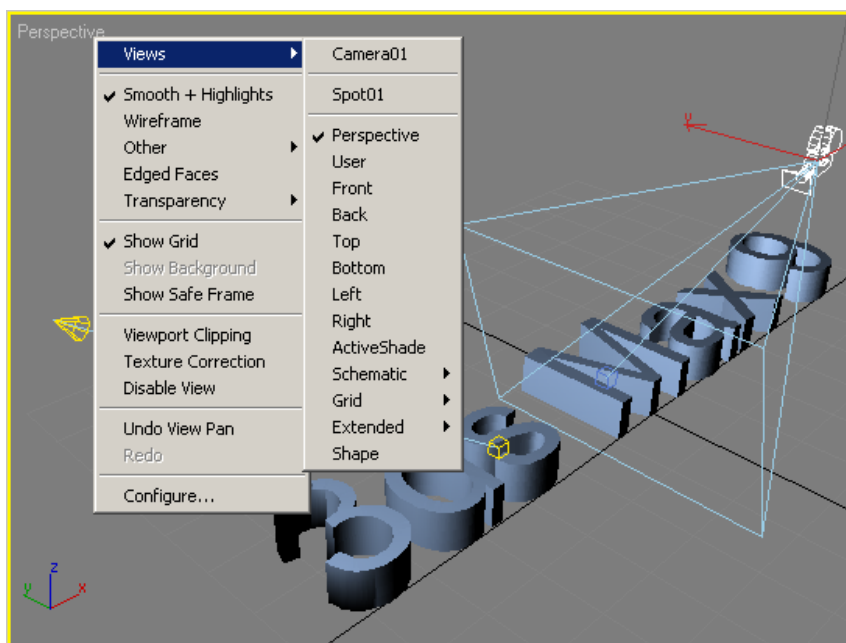 Perspective
Views
Smooth + Highlights
Wireframe
Other
Edged Faces
Transparency
Show Grid
Show Background
Show Safe Frame
Viewport Clipping
Texture Correction
Disable View
Undo View Pan
Redo
Configure...
Camera01
Spot01
Perspective
User
Front
Back
Top
Bottom
Left
Right
ActiveShade
Schematic
Grid
Extended
Shape
y
3ds Max 8
z
y
x